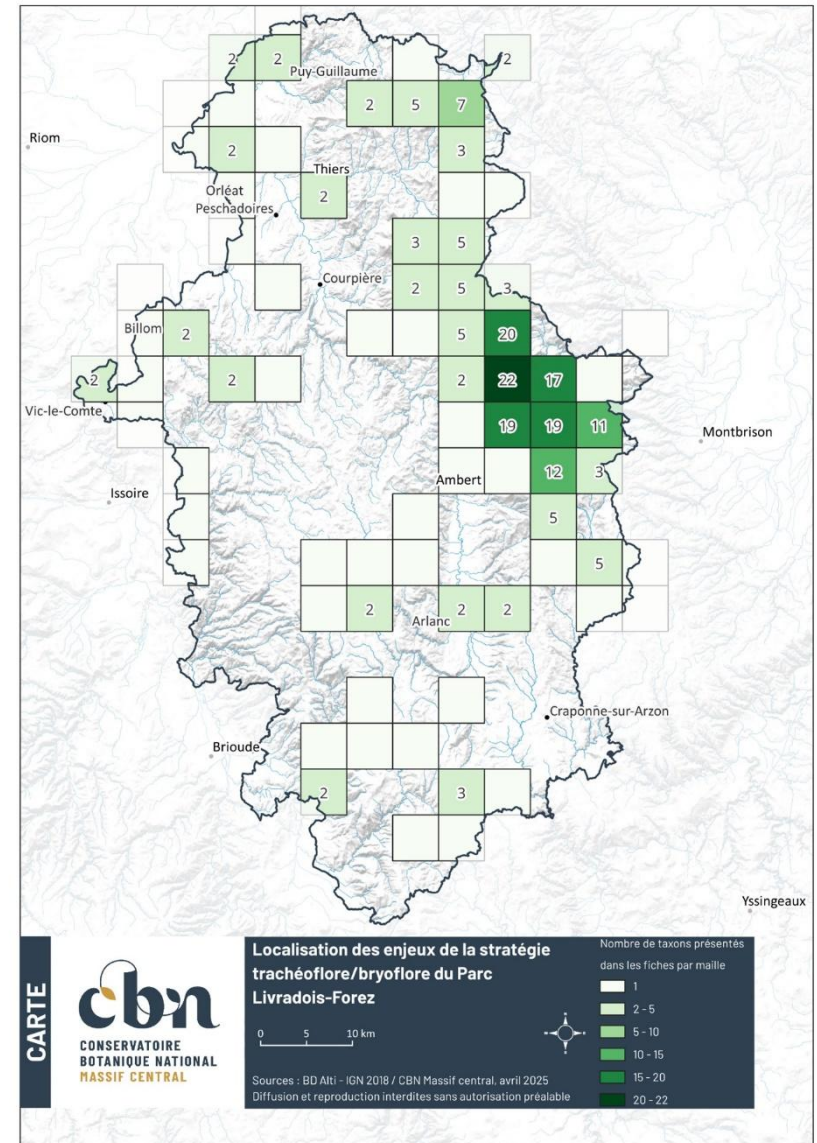 2 2 2
Puy-Guillaume
2 5 7
Riom
2 3
Thiers
Orléat
2
Peschadoires
3 5
Courpière
2 5 3
Billom
2 5 20
2 2 2 22 17
Vic-le-Comte
19 19 11
Montbrison
Ambert
12 3
Issoire
5
5
2 2 2
Arlanc
Craponne-sur-Arzon
Brioude
2 3
Yssingeaux
CARTE
cbn
CONSERVATOIRE
BOTANIQUE NATIONAL
MASSIF CENTRAL
Localisation des enjeux de la stratégie
trachéoflore/bryoflore du Parc
Livradois-Forez
0 5 10 km
Sources : BD Alti - IGN 2018 / CBN Massif central, avril 2025
Diffusion et reproduction interdites sans autorisation préalable
Nombre de taxons présentés
dans les fiches par maille
1
2 - 5
5 - 10
10 - 15
15 - 20
20 - 22